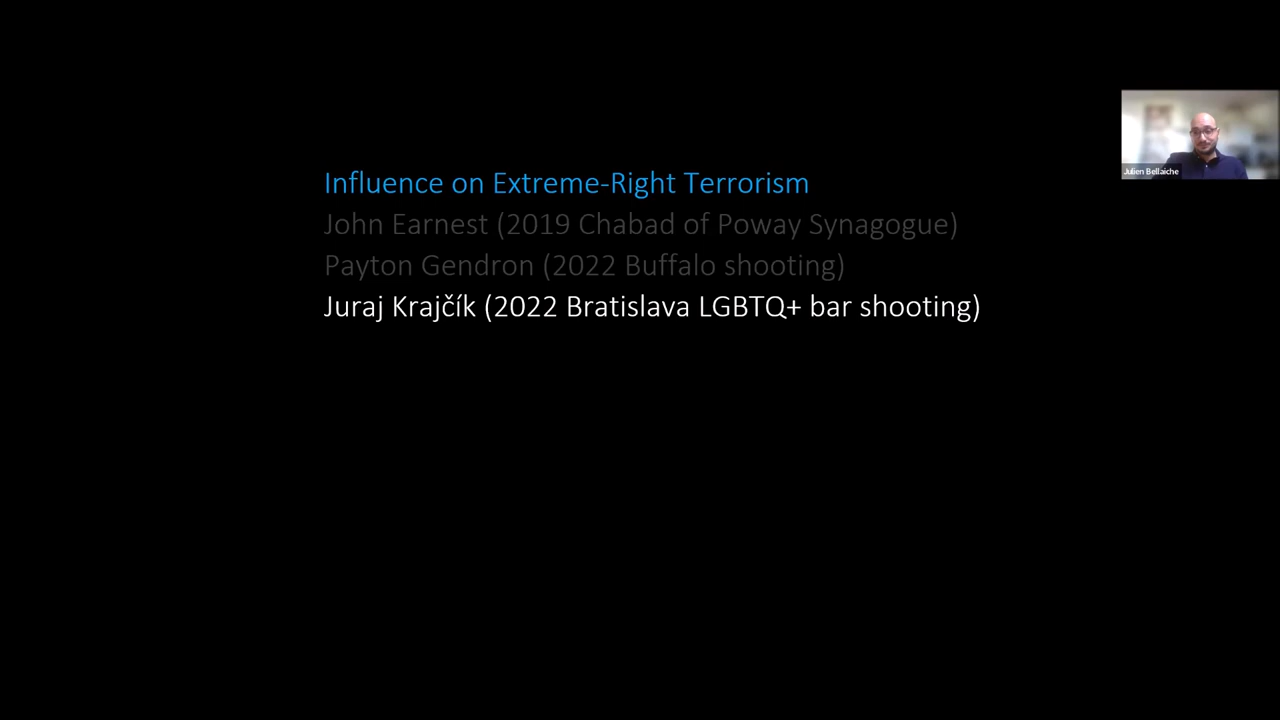 Influence on Extreme-Right Terrorism
John Earnest (2019 Chabad of Poway Synagogue)
Payton Gendron (2022 Buffalo shooting)
Juraj Krajčík (2022 Bratislava LGBTQ+ bar shooting)
Julien Bellaiche